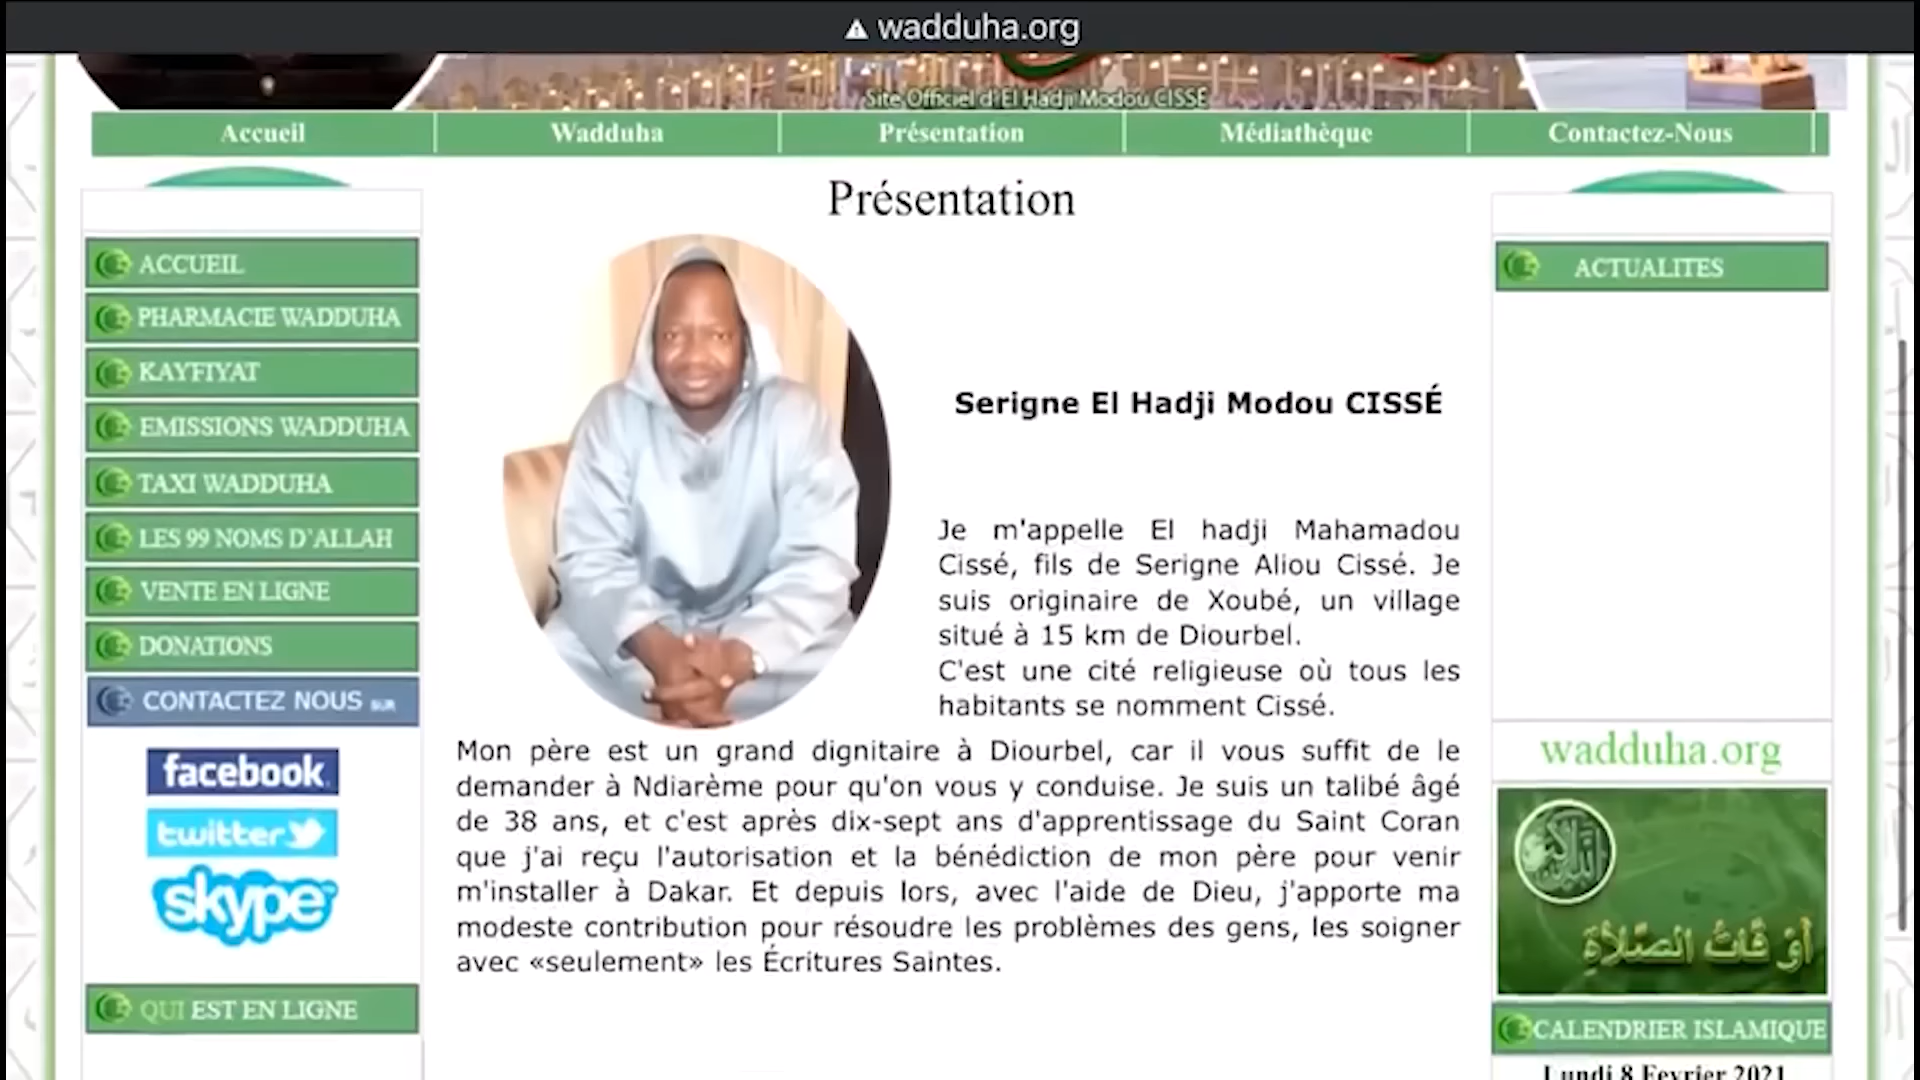 wadduha.org
Site Officiel d'El Hadji Modou CISSE
Accueil
Wadduha
Présentation
Médiathèque
Contactez-Nous
Présentation
ACCUEIL
PHARMACIE WADDUHA
KAYFIYAT
EMISSIONS WADDUHA
TAXI WADDUHA
LES 99 NOMS D'ALLAH
VENTE EN LIGNE
DONATIONS
CONTACTEZ NOUS SUR
facebook
twitter
skype
QUI EST EN LIGNE
Serigne El Hadji Modou CISSÉ
Je m'appelle El hadji Mahamadou
Cissé, fils de Serigne Aliou Cissé. Je
suis originaire de Xoubé, un village
situé à 15 km de Diourbel.
C'est une cité religieuse où tous les
habitants se nomment Cissé.
Mon père est un grand dignitaire à Diourbel, car il vous suffit de le
demander à Ndiarème pour qu'on vous y conduise. Je suis un talibé âgé
de 38 ans, et c'est après dix-sept ans d'apprentissage du Saint Coran
que j'ai reçu l'autorisation et la bénédiction de mon père pour venir
m'installer à Dakar. Et depuis lors, avec l'aide de Dieu, j'apporte ma
modeste contribution pour résoudre les problèmes des gens, les soigner
avec «seulement» les Écritures Saintes.
ACTUALITES
wadduha.org
أوقات الصلاة
CALENDRIER ISLAMIQUE
Lundi 8 Fevrier 2021